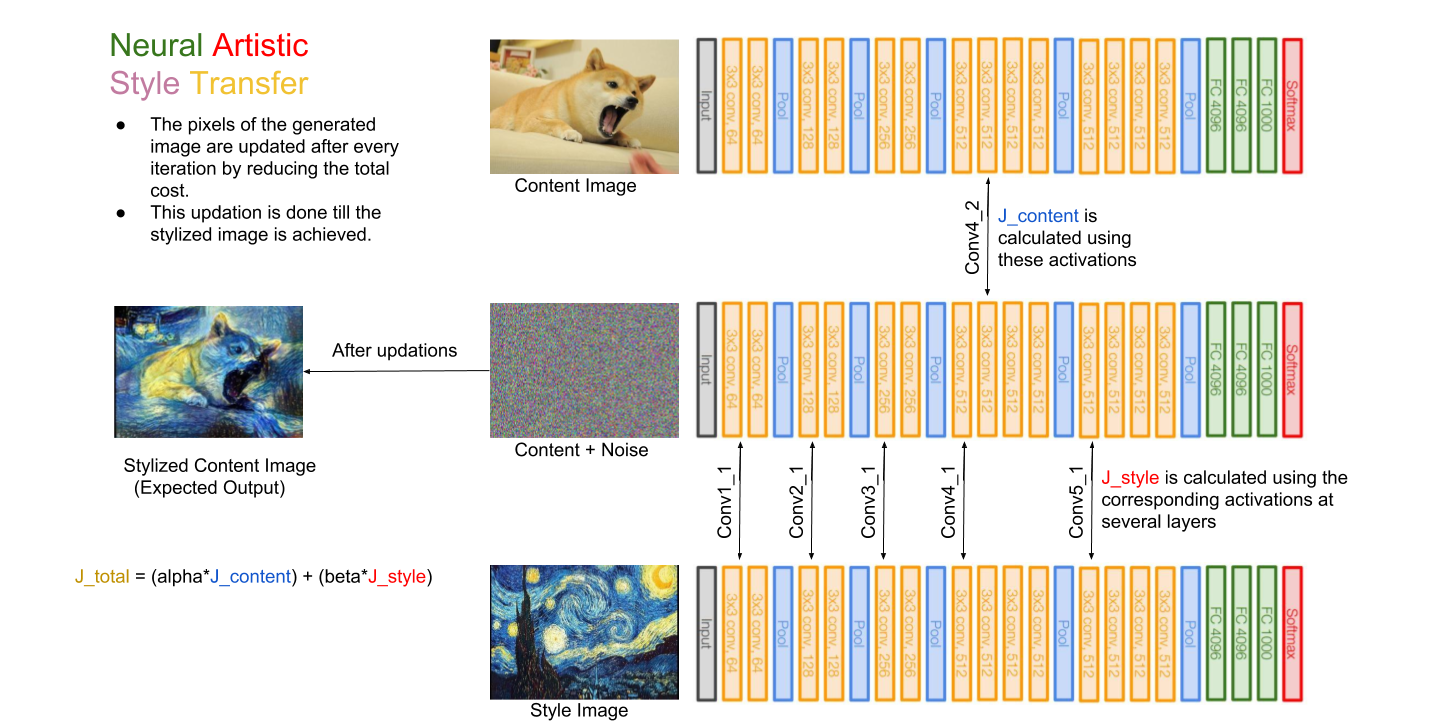 Neural Artistic
Style Transfer
● The pixels of the generated
image are updated after every
iteration by reducing the total
cost.
● This updation is done till the
stylized image is achieved.
Content Image
Input
3x3 conv, 64
3x3 conv, 64
Pool
3x3 conv, 128
3x3 conv, 128
Pool
3x3 conv, 256
3x3 conv, 256
Pool
3x3 conv, 512
3x3 conv, 512
3x3 conv, 512
3x3 conv, 512
Pool
3x3 conv, 512
3x3 conv, 512
3x3 conv, 512
3x3 conv, 512
Pool
FC 4096
FC 4096
FC 1000
Softmax
Conv4_2
J_content is
calculated using
these activations
After updations
Stylized Content Image
(Expected Output)
Content + Noise
Input
3x3 conv, 64
3x3 conv, 64
Pool
3x3 conv, 128
3x3 conv, 128
Pool
3x3 conv, 256
3x3 conv, 256
Pool
3x3 conv, 512
3x3 conv, 512
3x3 conv, 512
3x3 conv, 512
Pool
3x3 conv, 512
3x3 conv, 512
3x3 conv, 512
3x3 conv, 512
Pool
FC 4096
FC 4096
FC 1000
Softmax
Conv1_1
Conv2_1
Conv3_1
Conv4_1
Conv5_1
J_style is calculated using the
corresponding activations at
several layers
J_total = (alpha*J_content) + (beta*J_style)
Style Image
Input
3x3 conv, 64
3x3 conv, 64
Pool
3x3 conv, 128
3x3 conv, 128
Pool
3x3 conv, 256
3x3 conv, 256
Pool
3x3 conv, 512
3x3 conv, 512
3x3 conv, 512
3x3 conv, 512
Pool
3x3 conv, 512
3x3 conv, 512
3x3 conv, 512
3x3 conv, 512
Pool
FC 4096
FC 4096
FC 1000
Softmax